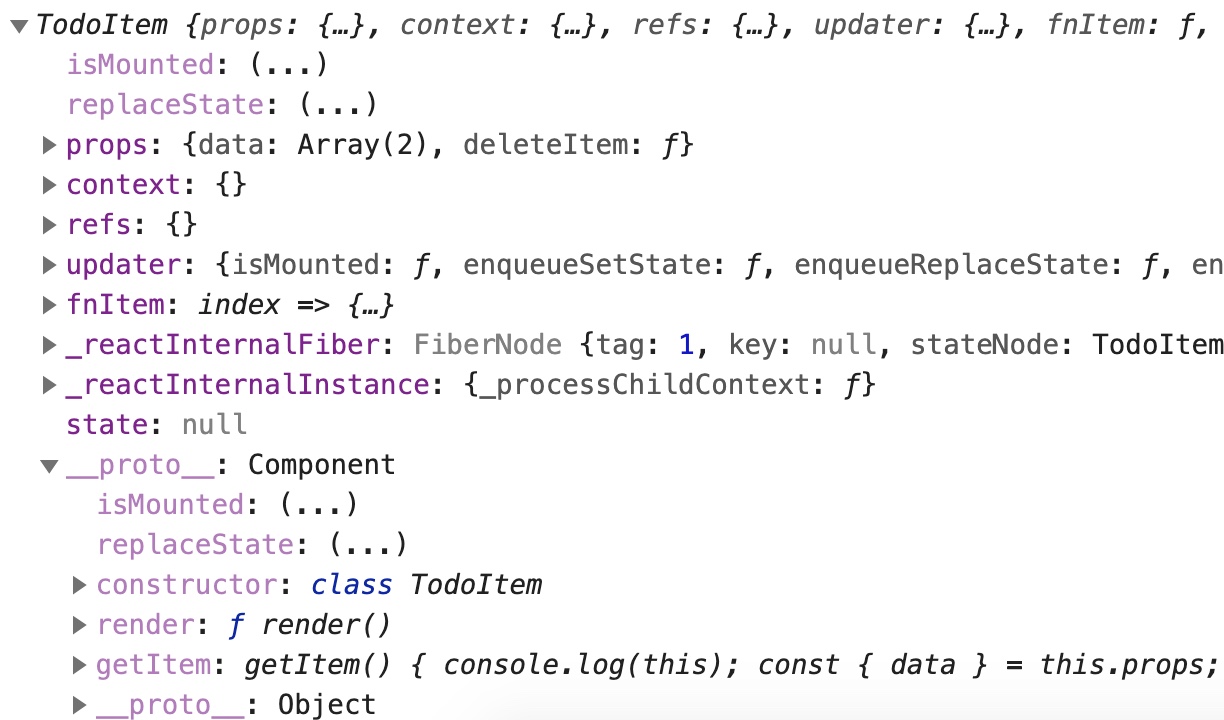 TodoItem {props: {…}, context: {…}, refs: {…}, updater: {…}, fnItem: ƒ,
isMounted: (...)
replaceState: (...)
props: {data: Array(2), deleteItem: ƒ}
context: {}
refs: {}
updater: {isMounted: ƒ, enqueueSetState: ƒ, enqueueReplaceState: ƒ, en
fnItem: index => {…}
_reactInternalFiber: FiberNode {tag: 1, key: null, stateNode: TodoItem
_reactInternalInstance: {_processChildContext: ƒ}
state: null
__proto__: Component
isMounted: (...)
replaceState: (...)
constructor: class TodoItem
render: ƒ render()
getItem: getItem() { console.log(this); const { data } = this.props;
__proto__: Object